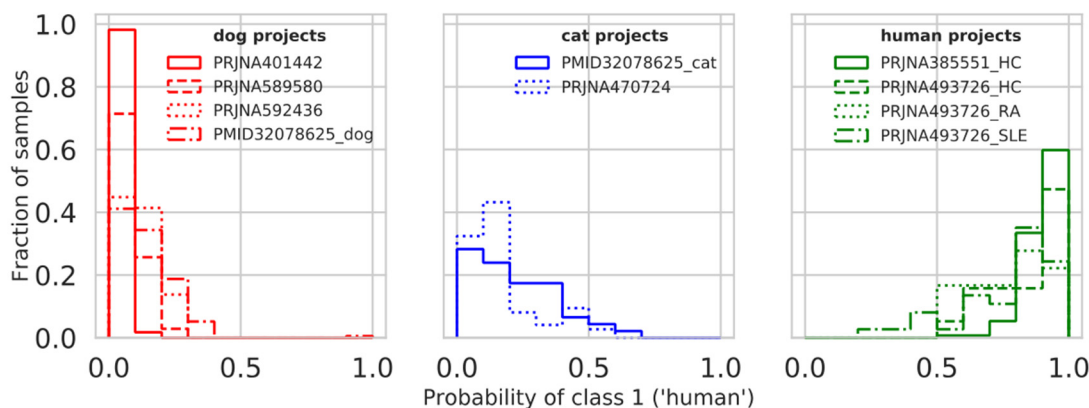 Fraction of samples
1.0
0.8
0.6
0.4
0.2
0.0
dog projects
PRJNA401442
PRJNA589580
PRJNA592436
PMID32078625_dog
0.0 0.5 1.0
cat projects
PMID32078625_cat
PRJNA470724
0.0 0.5 1.0
human projects
PRJNA385551_HC
PRJNA493726_HC
PRJNA493726_RA
PRJNA493726_SLE
0.0 0.5 1.0
Probability of class 1 ('human')